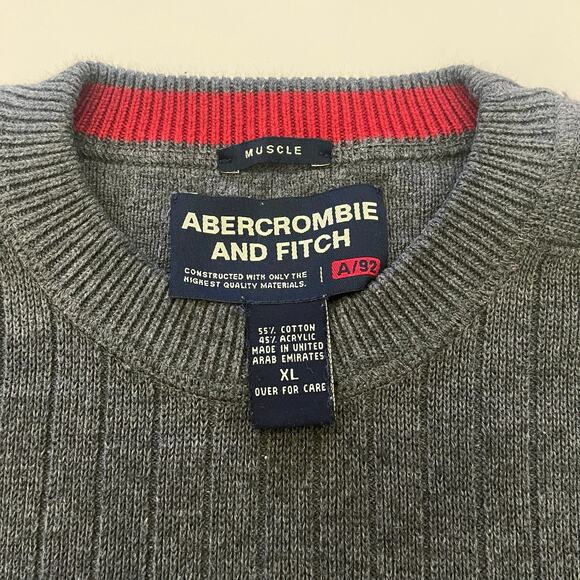 MUSCLE
ABERCROMBIE
AND FITCH
CONSTRUCTED WITH ONLY THE
HIGHEST QUALITY MATERIALS.
A/92
55% COTTON
45% ACRYLIC
MADE IN UNITED
ARAB EMIRATES
XL
OVER FOR CARE